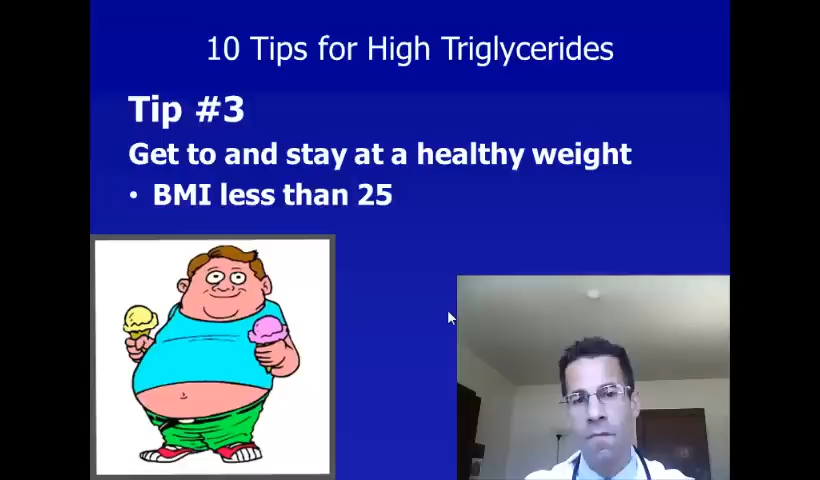 10 Tips for High Triglycerides
Tip #3
Get to and stay at a healthy weight
• BMI less than 25